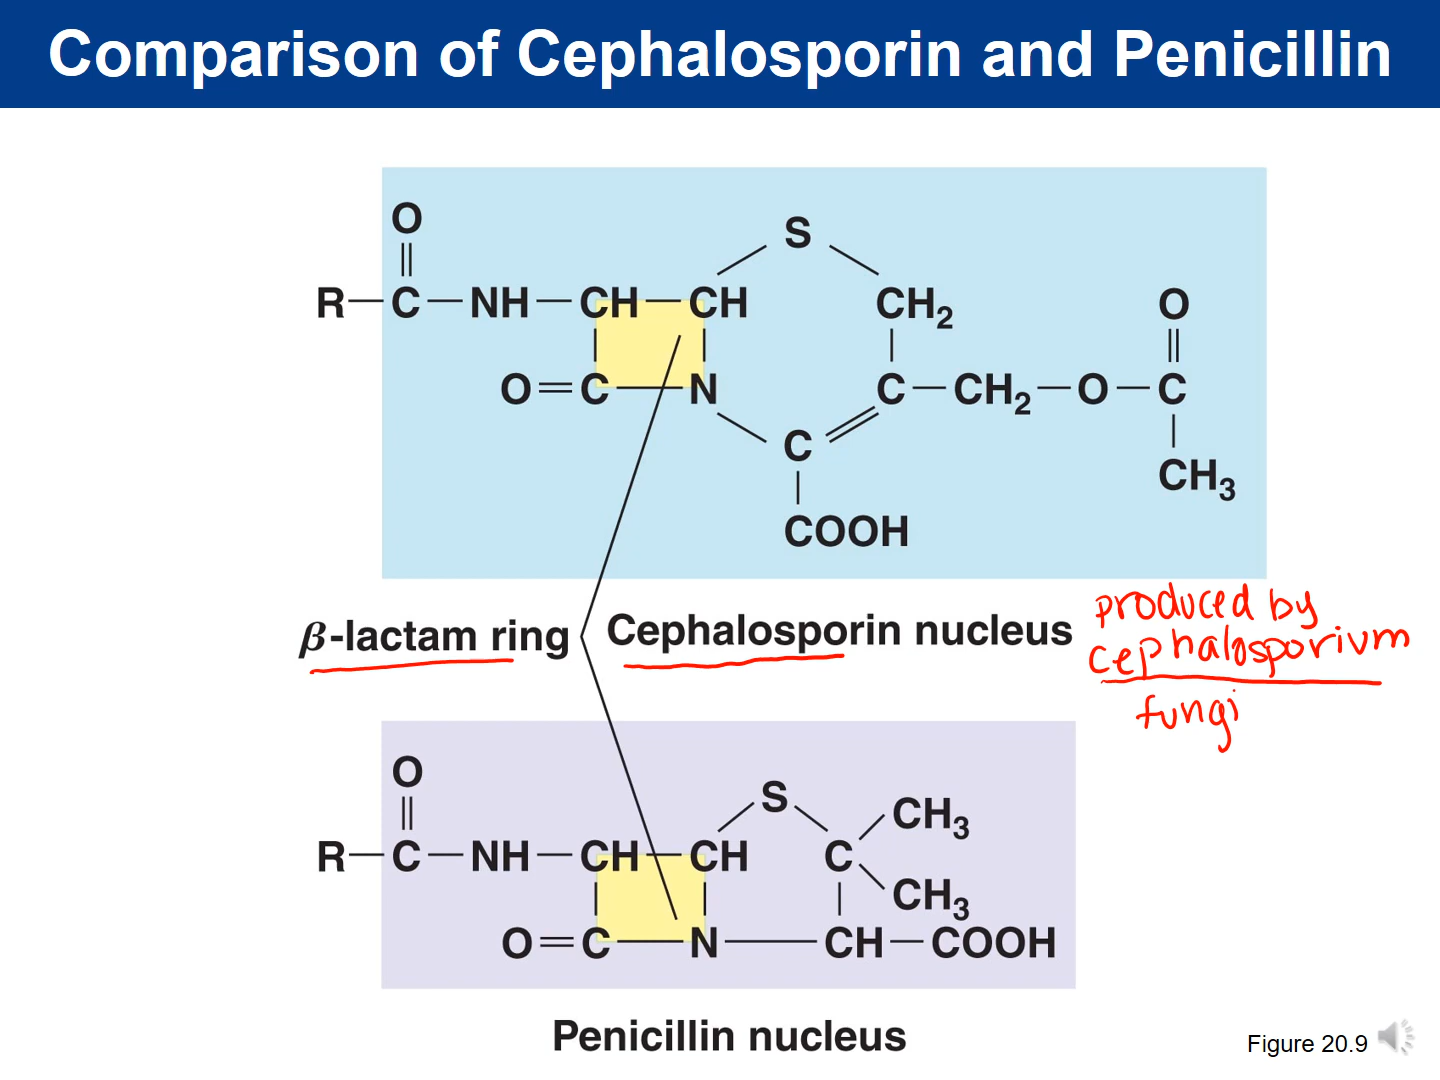 Comparison of Cephalosporin and Penicillin
O
S
R—C—NH—CH—CH CH₂ O
O=C—N C—CH₂—O—C
C
CH₃
COOH
β-lactam ring Cephalosporin nucleus
produced by
cephalosporium
fungi
O
S
CH₃
R—C—NH—CH—CH C
CH₃
O=C—N—CH—COOH
Penicillin nucleus
Figure 20.9